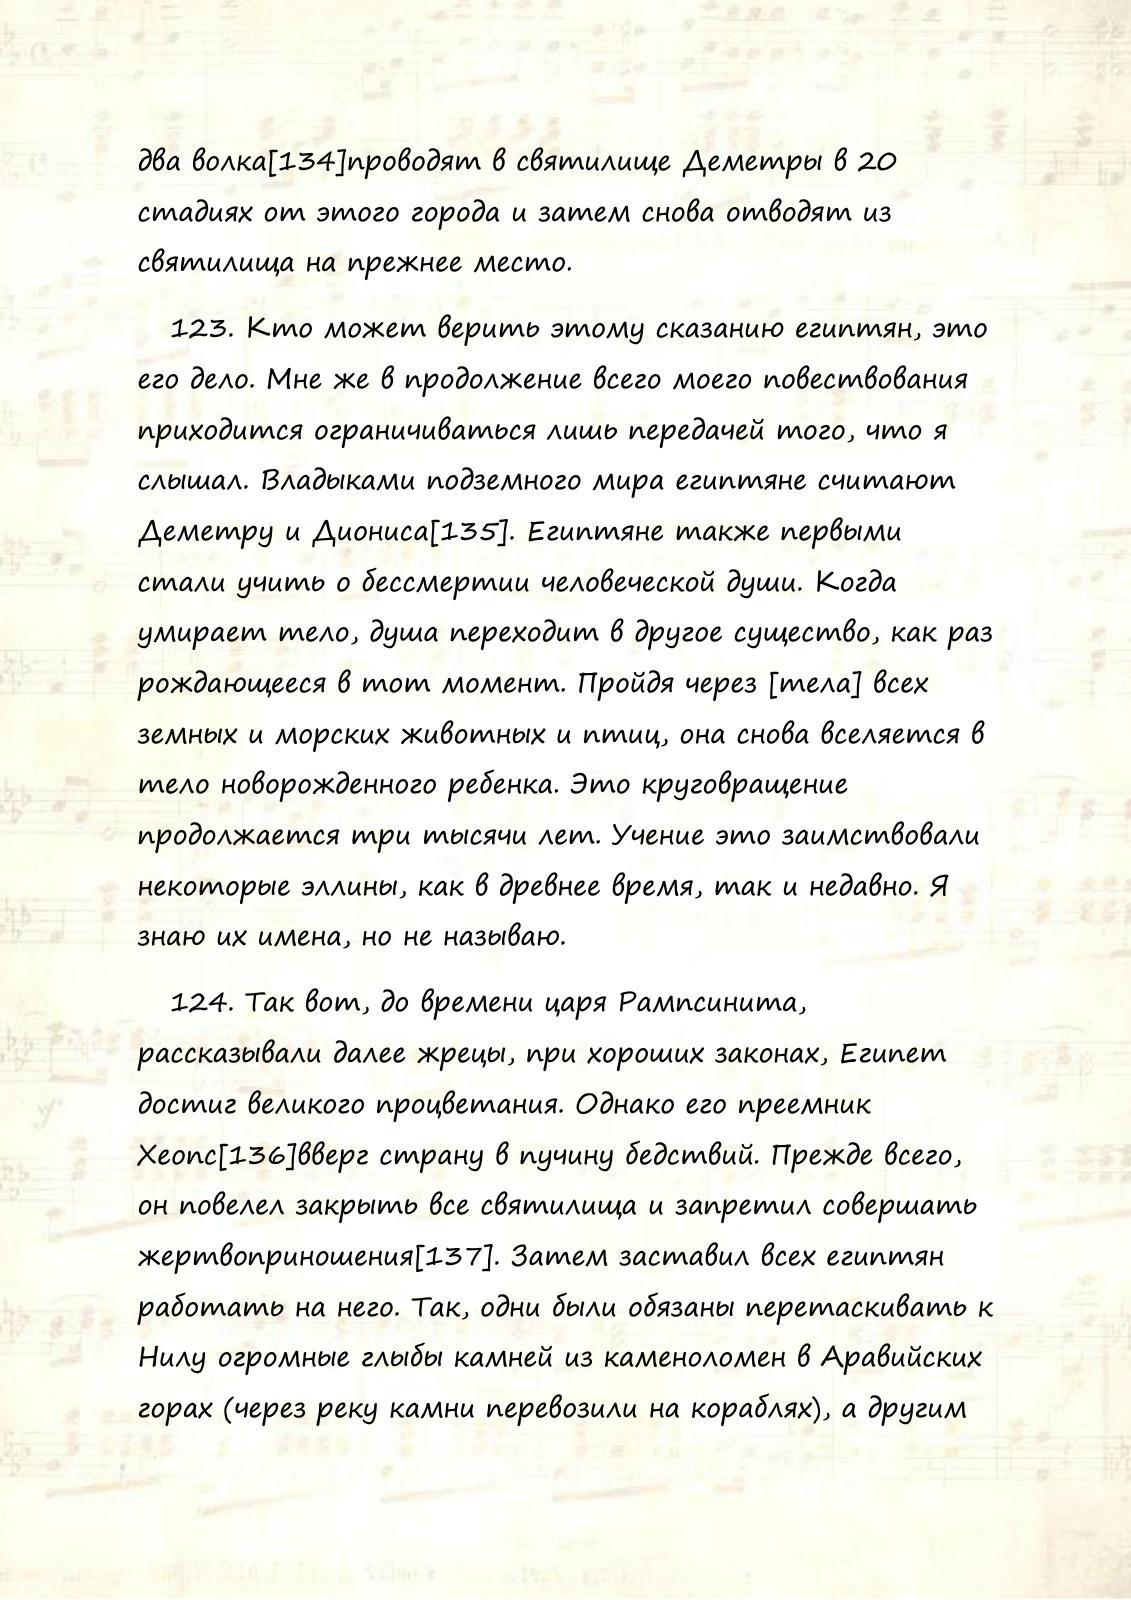 два волка[134]проводят в святилище Деметры в 20
стадиях от этого города и затем снова отводят из
святилища на прежнее место.
123. Кто может верить этому сказанию египтян, это
его дело. Мне же в продолжение всего моего повествования
приходится ограничиваться лишь передачей того, что я
слышал. Владыками подземного мира египтяне считают
Деметру и Диониса[135]. Египтяне также первыми
стали учить о бессмертии человеческой души. Когда
умирает тело, душа переходит в другое существо, как раз
рождающееся в тот момент. Пройдя через [тела] всех
земных и морских животных и птиц, она снова вселяется в
тело новорожденного ребенка. Это круговращение
продолжается три тысячи лет. Учение это заимствовали
некоторые эллины, как в древнее время, так и недавно. Я
знаю их имена, но не называю.
124. Так вот, до времени царя Рампсинита,
рассказывали далее жрецы, при хороших законах, Египет
достиг великого процветания. Однако его преемник
Хеопс[136]вверг страну в пучину бедствий. Прежде всего,
он повелел закрыть все святилища и запретил совершать
жертвоприношения[137]. Затем заставил всех египтян
работать на него. Так, одни были обязаны перетаскивать к
Нилу огромные глыбы камней из каменоломен в Аравийских
горах (через реку камни перевозили на кораблях), а другим